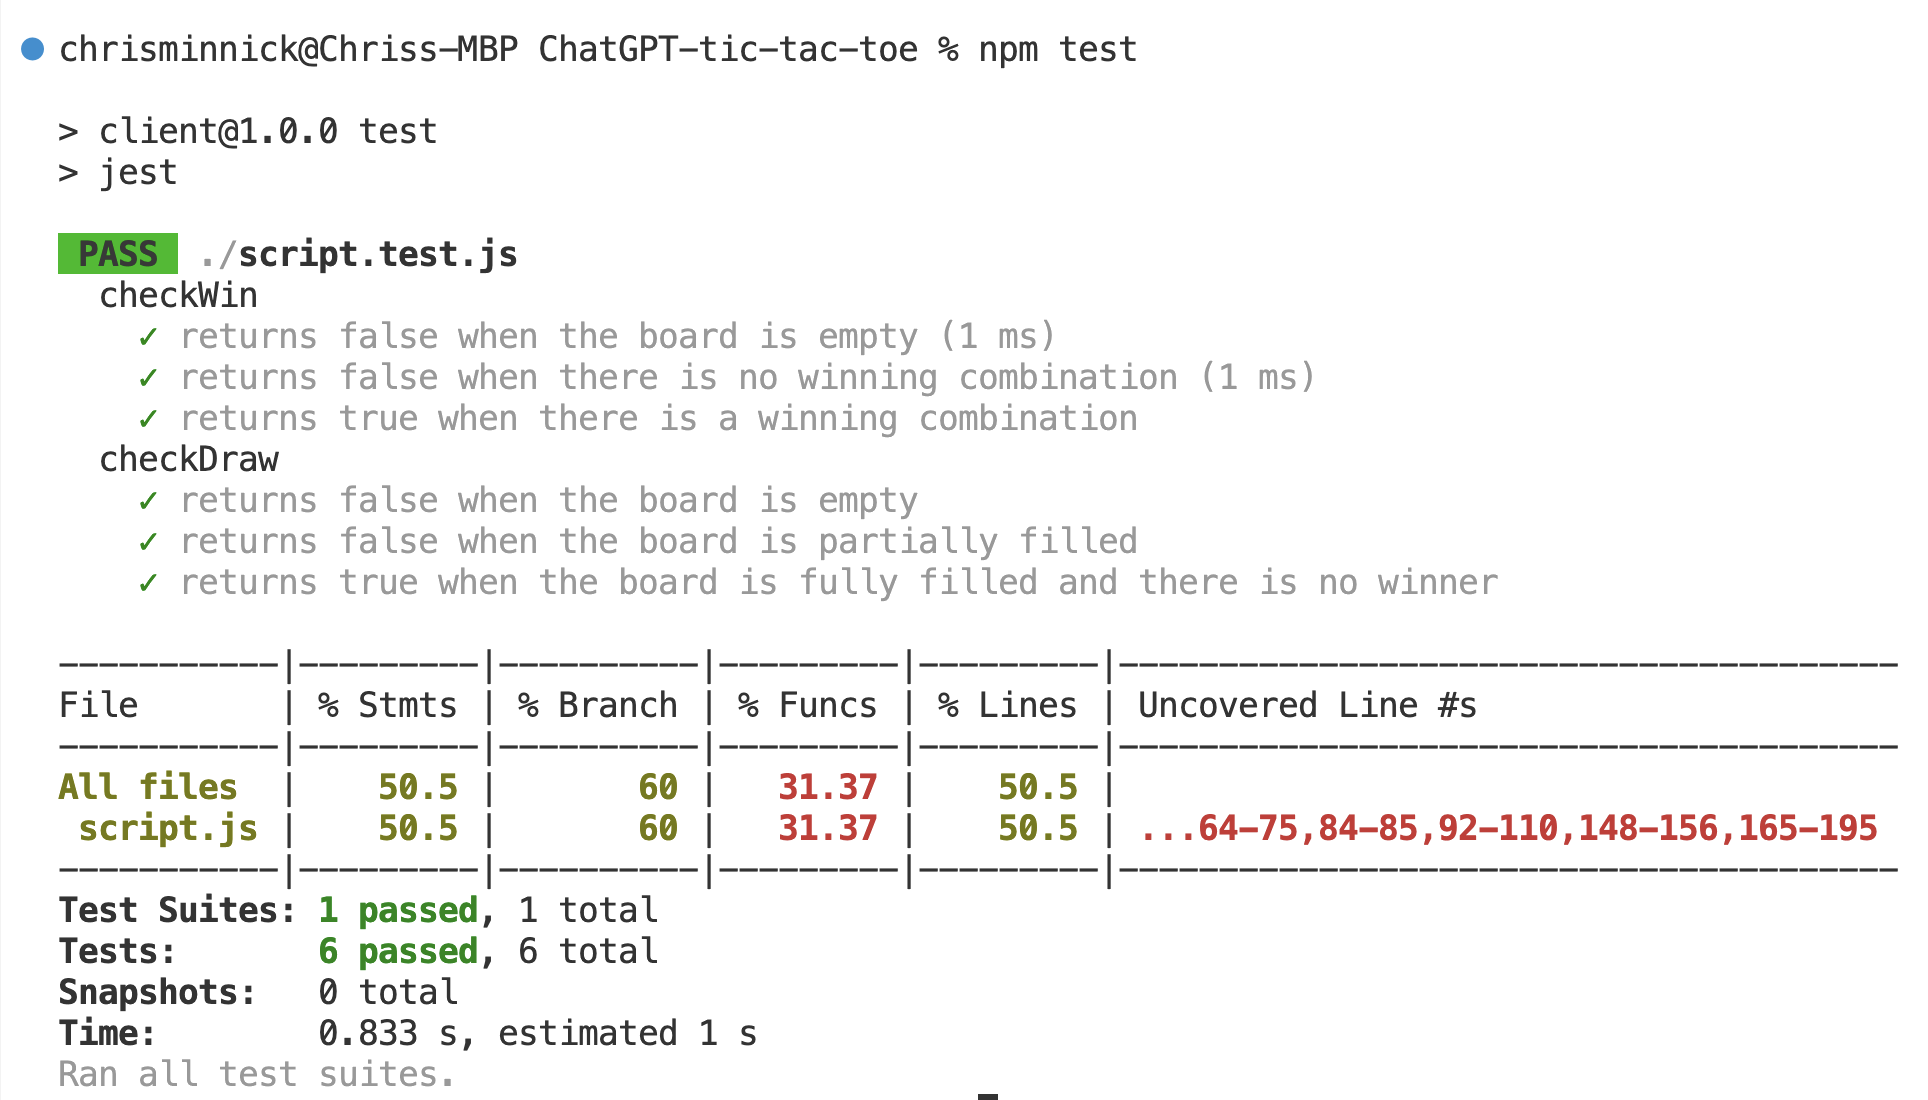 chrisminnick@Chriss-MBP ChatGPT-tic-tac-toe % npm test
> client@1.0.0 test
> jest
PASS ./script.test.js
checkWin
✓ returns false when the board is empty (1 ms)
✓ returns false when there is no winning combination (1 ms)
✓ returns true when there is a winning combination
checkDraw
✓ returns false when the board is empty
✓ returns false when the board is partially filled
✓ returns true when the board is fully filled and there is no winner
-----------|---------|----------|---------|---------|---------------------------------------
File       | % Stmts | % Branch | % Funcs | % Lines | Uncovered Line #s
-----------|---------|----------|---------|---------|---------------------------------------
All files  |    50.5 |       60 |   31.37 |    50.5 |
 script.js |    50.5 |       60 |   31.37 |    50.5 | ...64-75,84-85,92-110,148-156,165-195
-----------|---------|----------|---------|---------|---------------------------------------
Test Suites: 1 passed, 1 total
Tests:       6 passed, 6 total
Snapshots:   0 total
Time:        0.833 s, estimated 1 s
Ran all test suites.